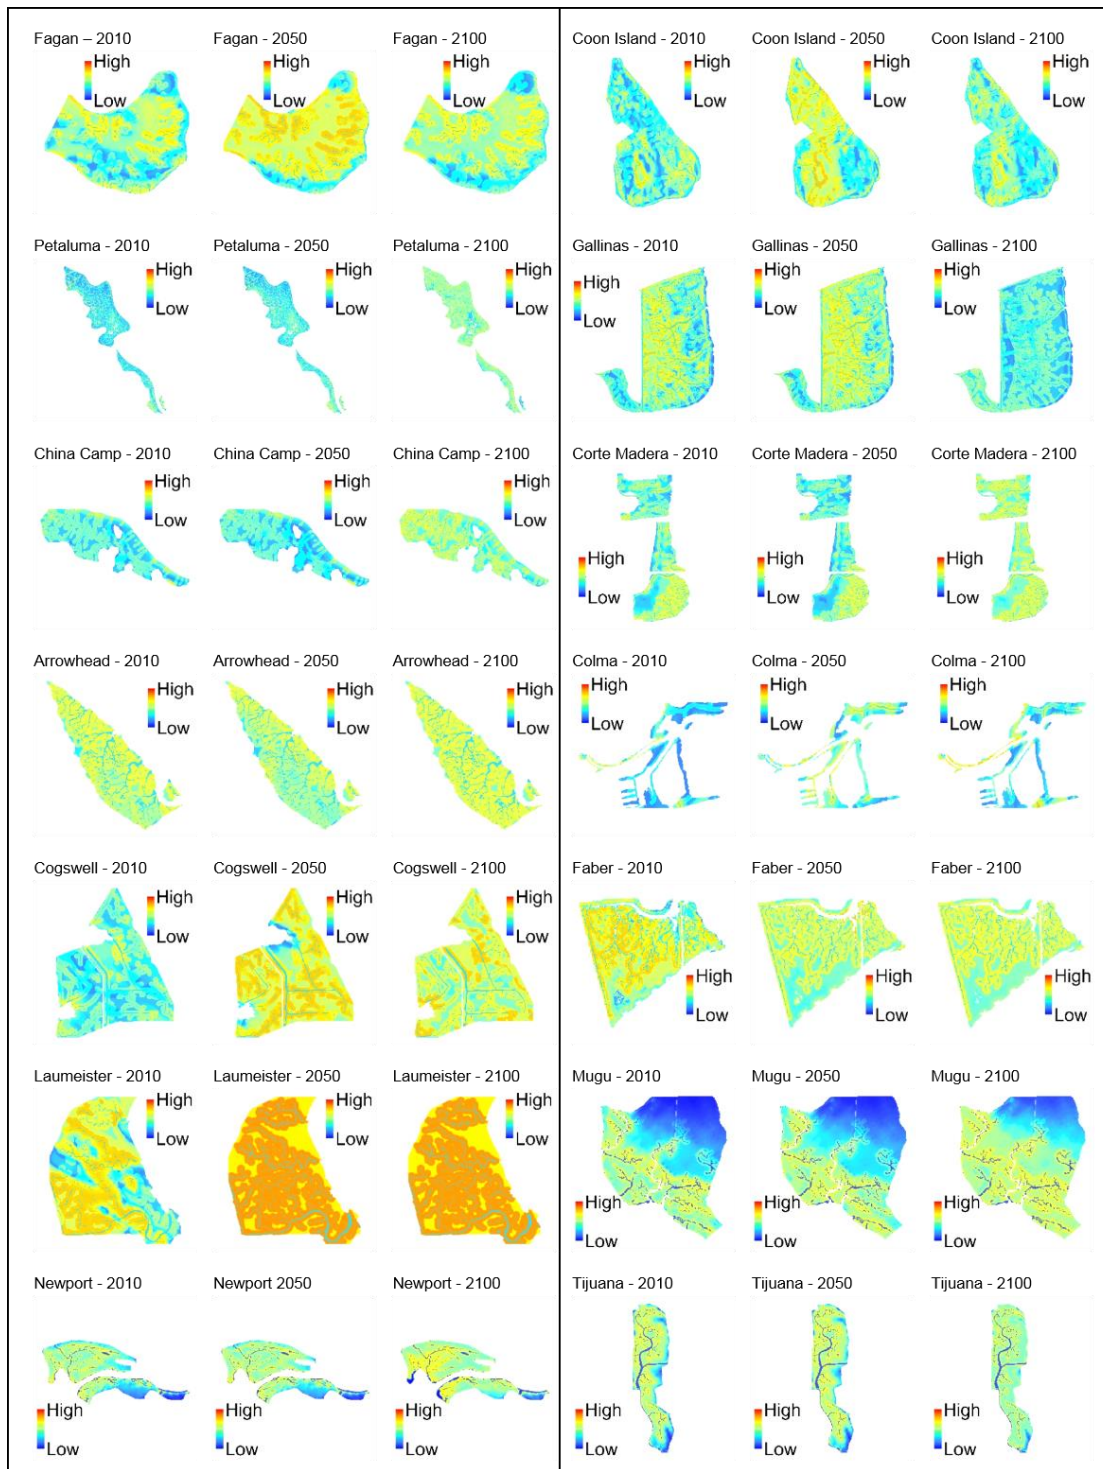 Fagan – 2010
High
Low
Fagan - 2050
High
Low
Fagan - 2100
High
Low
Coon Island - 2010
High
Low
Coon Island - 2050
High
Low
Coon Island - 2100
High
Low
Petaluma - 2010
High
Low
Petaluma - 2050
High
Low
Petaluma - 2100
High
Low
Gallinas - 2010
High
Low
Gallinas - 2050
High
Low
Gallinas - 2100
High
Low
China Camp - 2010
High
Low
China Camp - 2050
High
Low
China Camp - 2100
High
Low
Corte Madera - 2010
High
Low
Corte Madera - 2050
High
Low
Corte Madera - 2100
High
Low
Arrowhead - 2010
High
Low
Arrowhead - 2050
High
Low
Arrowhead - 2100
High
Low
Colma - 2010
High
Low
Colma - 2050
High
Low
Colma - 2100
High
Low
Cogswell - 2010
High
Low
Cogswell - 2050
High
Low
Cogswell - 2100
High
Low
Faber - 2010
High
Low
Faber - 2050
High
Low
Faber - 2100
High
Low
Laumeister - 2010
High
Low
Laumeister - 2050
High
Low
Laumeister - 2100
High
Low
Mugu - 2010
High
Low
Mugu - 2050
High
Low
Mugu - 2100
High
Low
Newport - 2010
High
Low
Newport 2050
High
Low
Newport - 2100
High
Low
Tijuana - 2010
High
Low
Tijuana - 2050
High
Low
Tijuana - 2100
High
Low